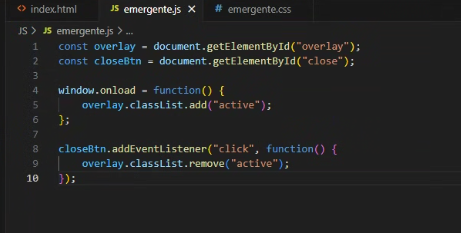 index.html JS emergente.js × # emergente.css
JS > JS emergente.js > ...
1 const overlay = document.getElementById("overlay");
2 const closeBtn = document.getElementById("close");
3
4 window.onload = function() {
5 overlay.classList.add("active");
6 };
7
8 closeBtn.addEventListener("click", function() {
9 overlay.classList.remove("active");
10 });